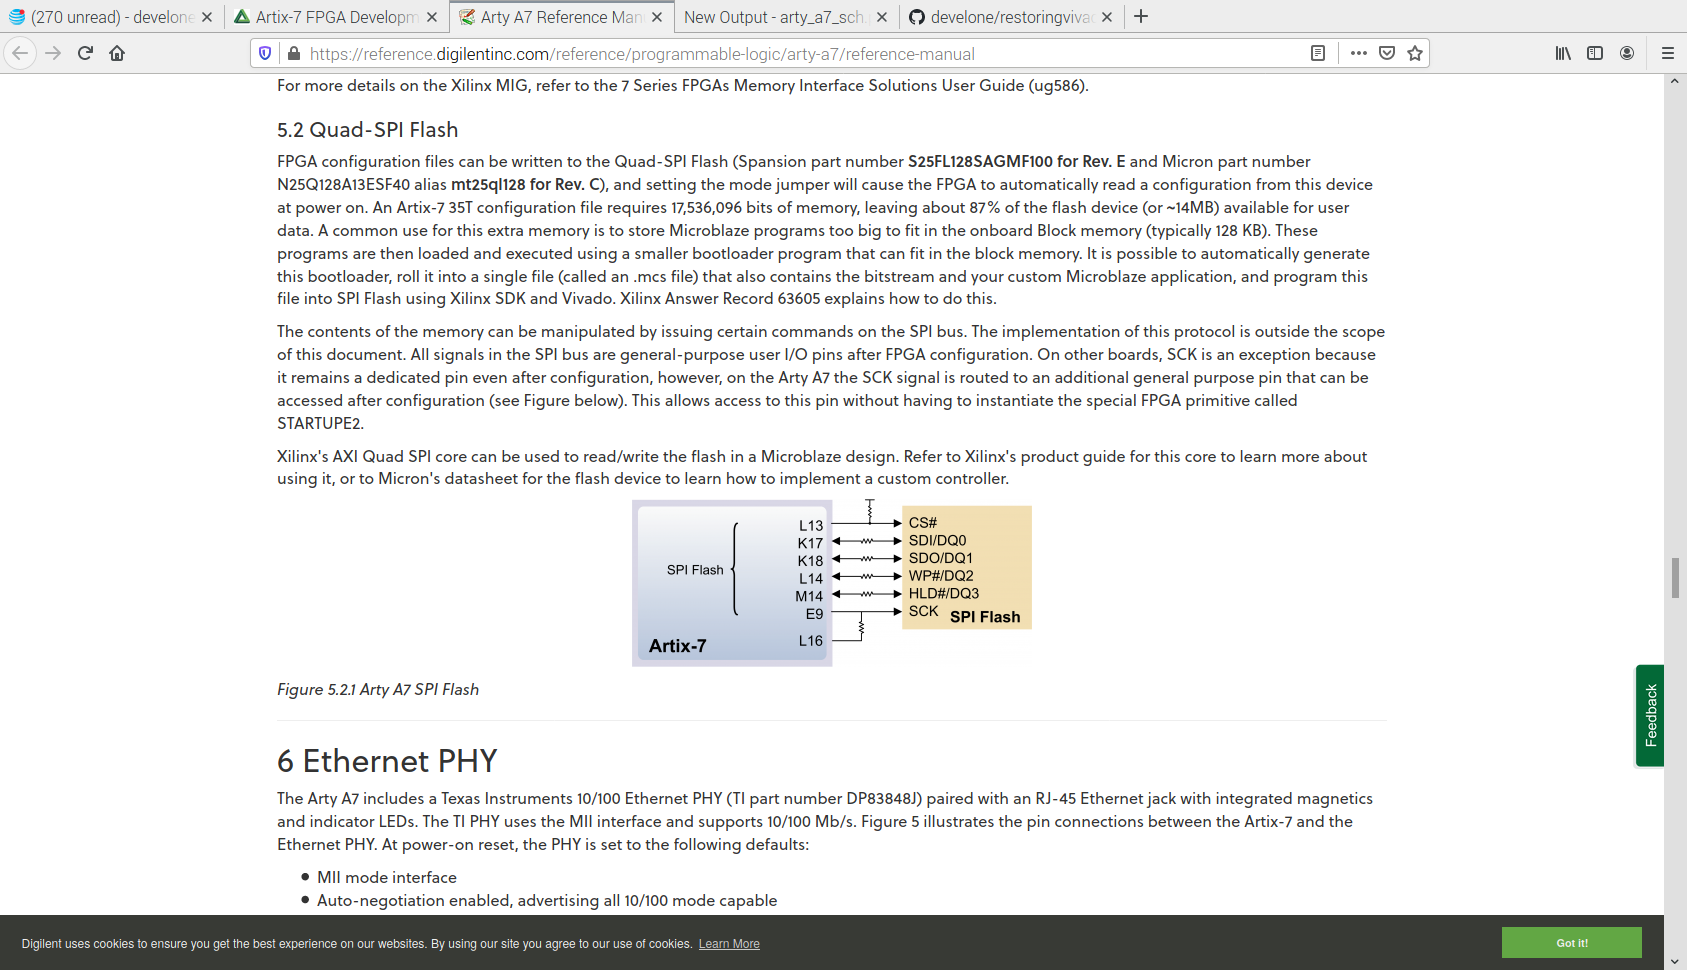 (270 unread) - develone
Artix-7 FPGA Developm
Arty A7 Reference Man
New Output - arty_a7_sch.
develone/restoringviva
https://reference.digilentinc.com/reference/programmable-logic/arty-a7/reference-manual
For more details on the Xilinx MIG, refer to the 7 Series FPGAs Memory Interface Solutions User Guide (ug586).
5.2 Quad-SPI Flash
FPGA configuration files can be written to the Quad-SPI Flash (Spansion part number S25FL128SAGMF100 for Rev. E and Micron part number
N25Q128A13ESF40 alias mt25ql128 for Rev. C), and setting the mode jumper will cause the FPGA to automatically read a configuration from this device
at power on. An Artix-7 35T configuration file requires 17,536,096 bits of memory, leaving about 87% of the flash device (or ~14MB) available for user
data. A common use for this extra memory is to store Microblaze programs too big to fit in the onboard Block memory (typically 128 KB). These
programs are then loaded and executed using a smaller bootloader program that can fit in the block memory. It is possible to automatically generate
this bootloader, roll it into a single file (called an .mcs file) that also contains the bitstream and your custom Microblaze application, and program this
file into SPI Flash using Xilinx SDK and Vivado. Xilinx Answer Record 63605 explains how to do this.
The contents of the memory can be manipulated by issuing certain commands on the SPI bus. The implementation of this protocol is outside the scope
of this document. All signals in the SPI bus are general-purpose user I/O pins after FPGA configuration. On other boards, SCK is an exception because
it remains a dedicated pin even after configuration, however, on the Arty A7 the SCK signal is routed to an additional general purpose pin that can be
accessed after configuration (see Figure below). This allows access to this pin without having to instantiate the special FPGA primitive called
STARTUPE2.
Xilinx's AXI Quad SPI core can be used to read/write the flash in a Microblaze design. Refer to Xilinx's product guide for this core to learn more about
using it, or to Micron's datasheet for the flash device to learn how to implement a custom controller.
L13 CS#
K17 SDI/DQ0
K18 SDO/DQ1
SPI Flash
L14 WP#/DQ2
M14 HLD#/DQ3
E9 SCK
SPI Flash
L16
Artix-7
Figure 5.2.1 Arty A7 SPI Flash
Feedback
6 Ethernet PHY
The Arty A7 includes a Texas Instruments 10/100 Ethernet PHY (TI part number DP83848J) paired with an RJ-45 Ethernet jack with integrated magnetics
and indicator LEDs. The TI PHY uses the MII interface and supports 10/100 Mb/s. Figure 5 illustrates the pin connections between the Artix-7 and the
Ethernet PHY. At power-on reset, the PHY is set to the following defaults:
• MII mode interface
• Auto-negotiation enabled, advertising all 10/100 mode capable
Digilent uses cookies to ensure you get the best experience on our websites. By using our site you agree to our use of cookies. Learn More
Got it!